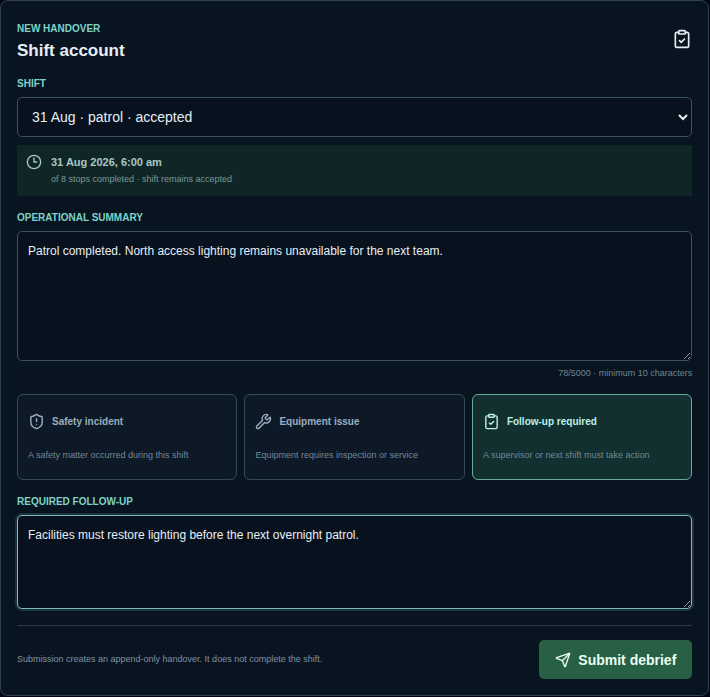 NEW HANDOVER
Shift account
SHIFT
31 Aug · patrol · accepted
31 Aug 2026, 6:00 am
of 8 stops completed · shift remains accepted
OPERATIONAL SUMMARY
Patrol completed. North access lighting remains unavailable for the next team.
78/5000 · minimum 10 characters
Safety incident
A safety matter occurred during this shift
Equipment issue
Equipment requires inspection or service
Follow-up required
A supervisor or next shift must take action
REQUIRED FOLLOW-UP
Facilities must restore lighting before the next overnight patrol.
Submission creates an append-only handover. It does not complete the shift.
Submit debrief